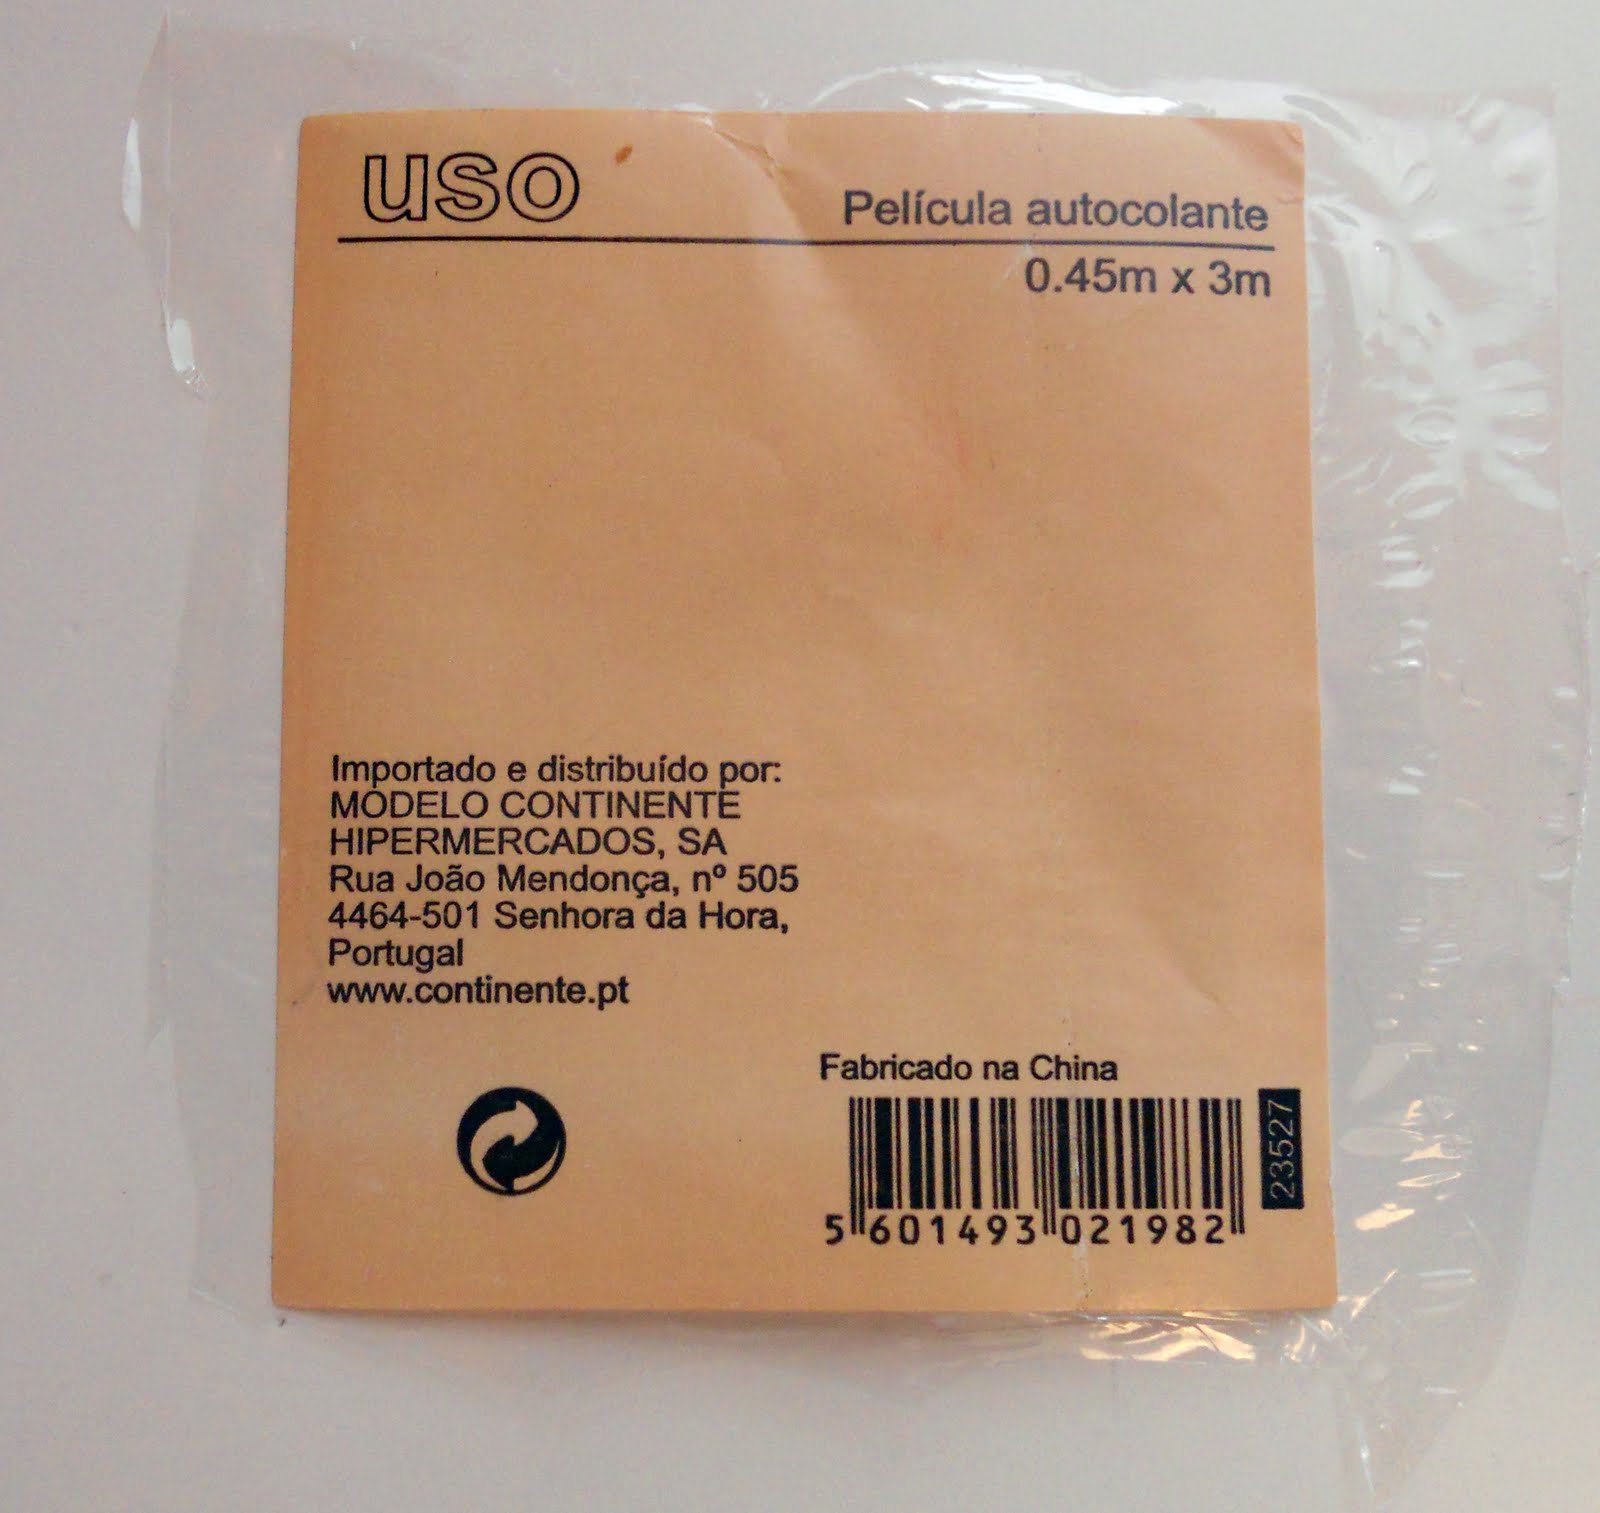 uso
Película autocolante
0.45m x 3m
Importado e distribuído por:
MODELO CONTINENTE
HIPERMERCADOS, SA
Rua João Mendonça, nº 505
4464-501 Senhora da Hora,
Portugal
www.continente.pt
Fabricado na China
23527
5 601493 021982